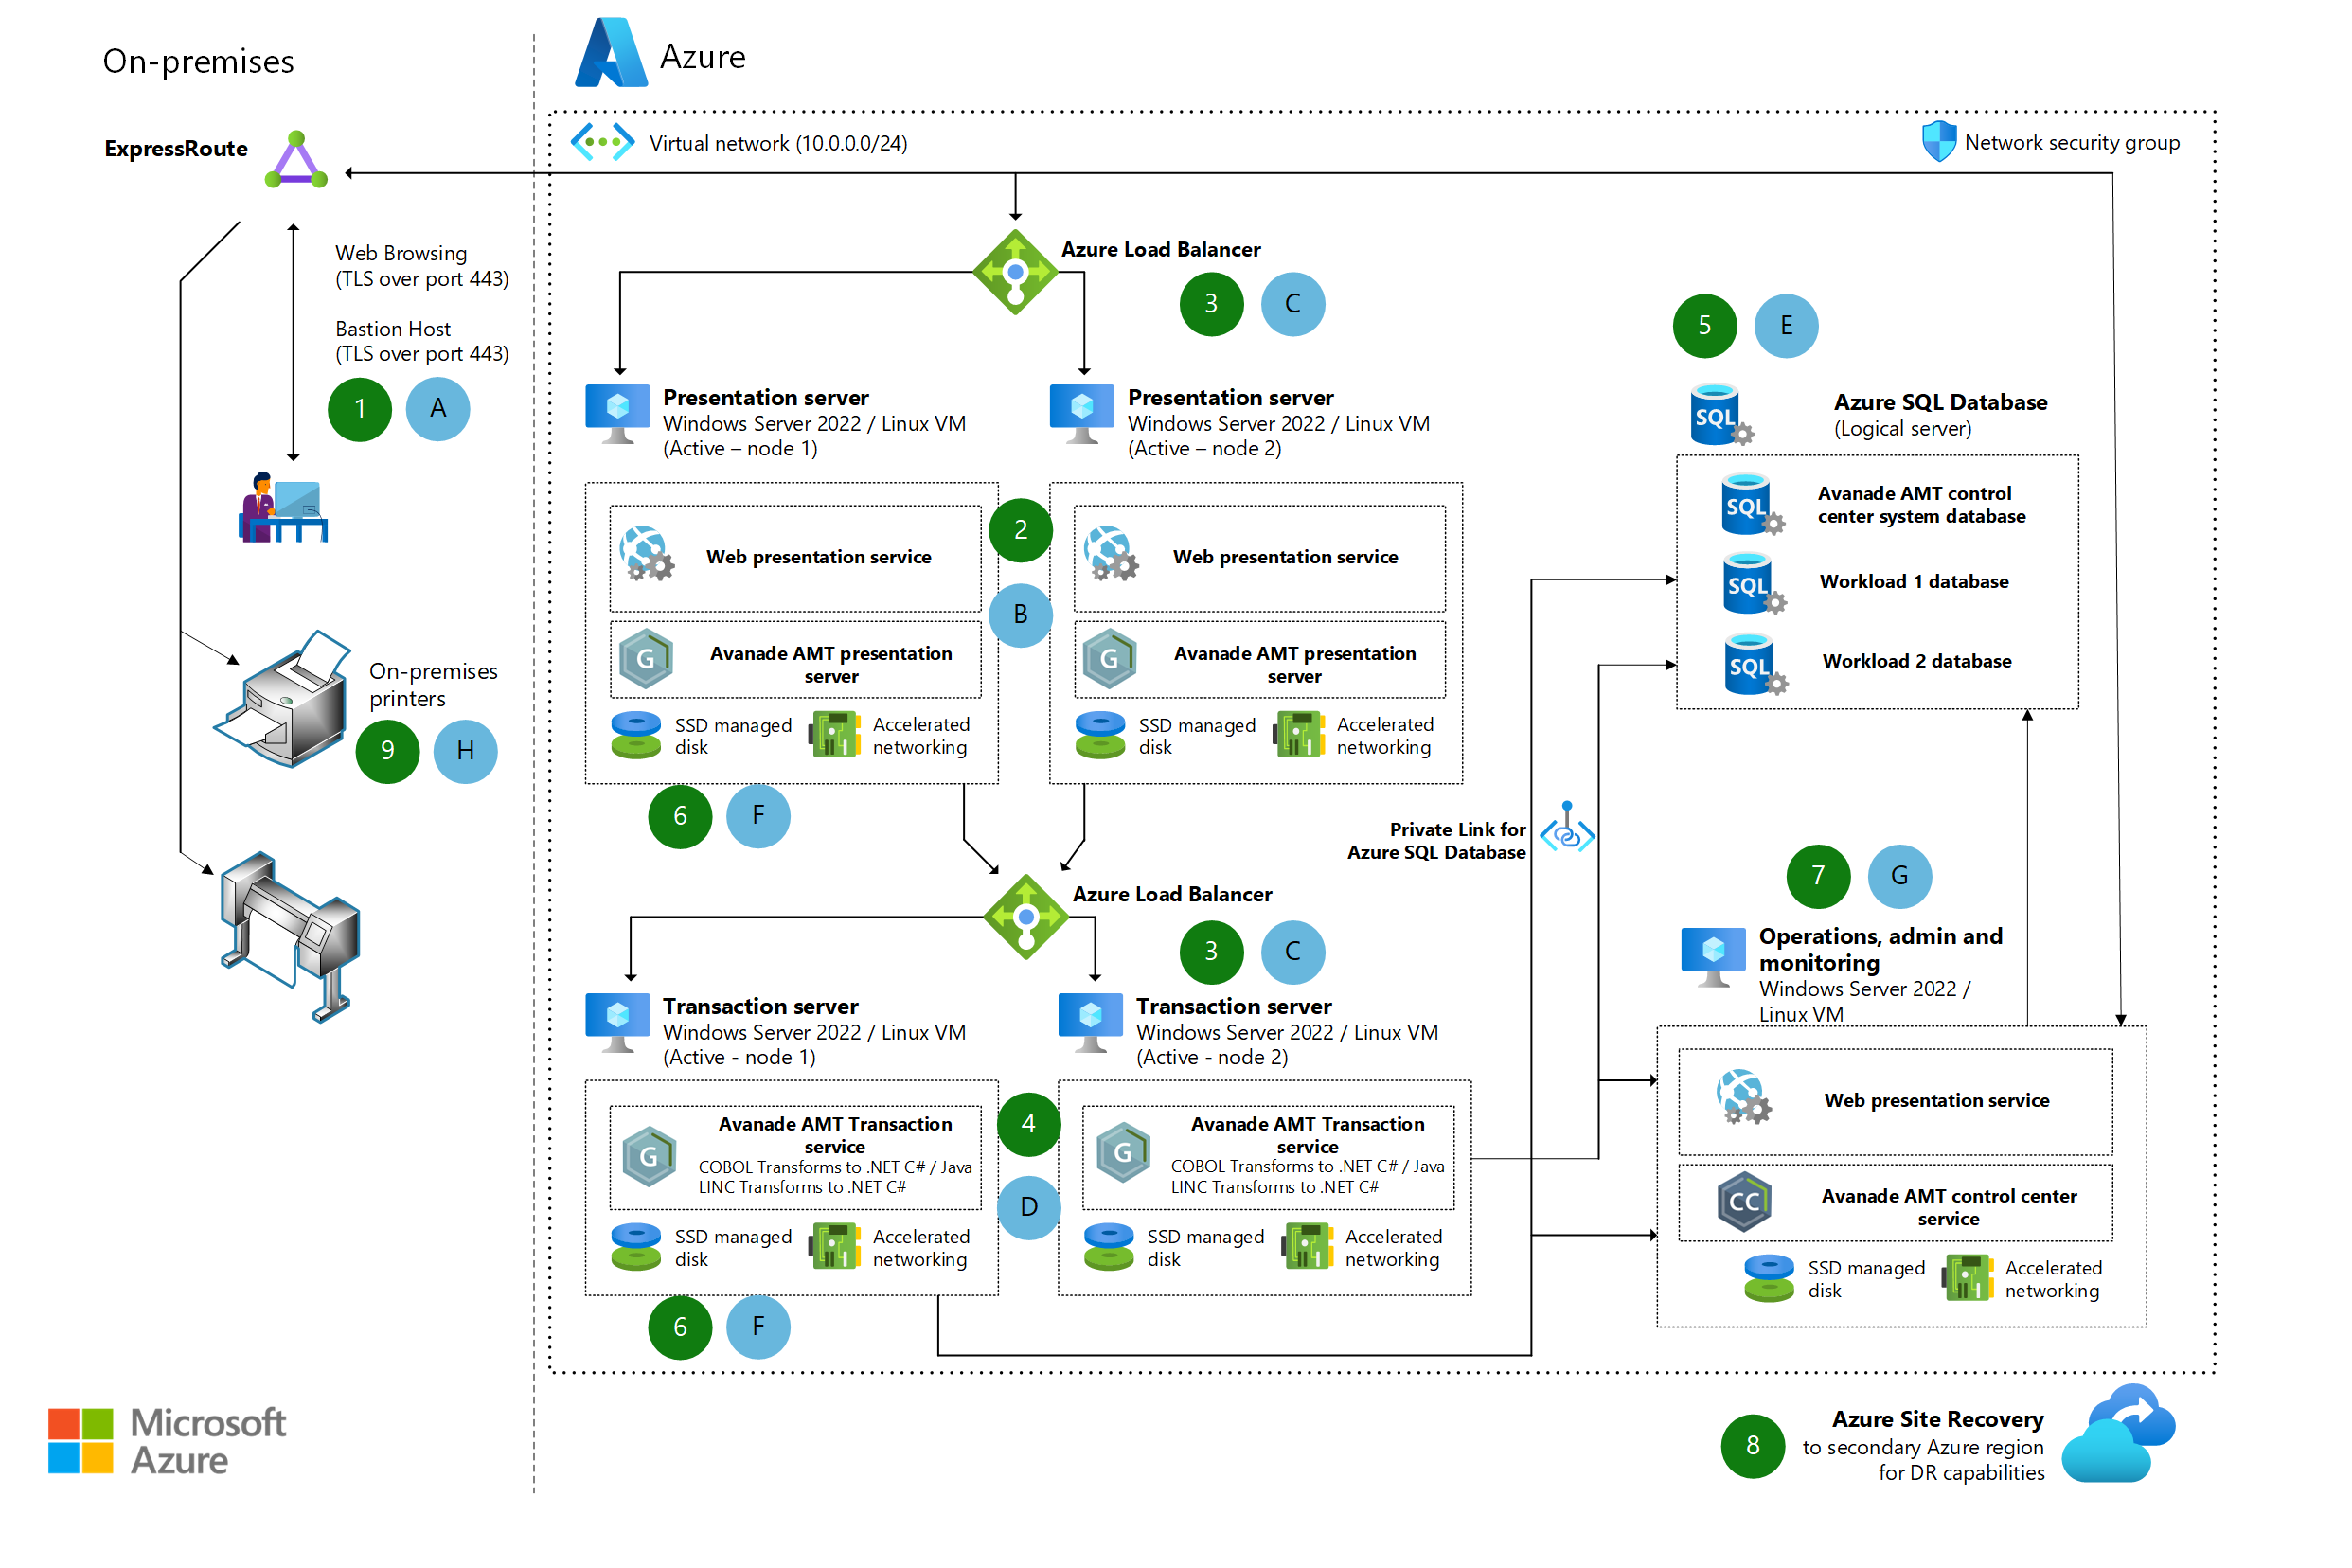 On-premises
Azure
ExpressRoute
Virtual network (10.0.0.0/24)
Network security group
Web Browsing
(TLS over port 443)
Bastion Host
(TLS over port 443)
1
A
Azure Load Balancer
3
C
5
E
Presentation server
Windows Server 2022 / Linux VM
(Active – node 1)
Presentation server
Windows Server 2022 / Linux VM
(Active – node 2)
SQL
Azure SQL Database
(Logical server)
Web presentation service
2
Web presentation service
B
G
Avanade AMT presentation
server
G
Avanade AMT presentation
server
SSD managed
disk
Accelerated
networking
SSD managed
disk
Accelerated
networking
SQL
Avanade AMT control
center system database
SQL
Workload 1 database
SQL
Workload 2 database
On-premises
printers
9
H
6
F
Private Link for
Azure SQL Database
Azure Load Balancer
3
C
7
G
Operations, admin and
monitoring
Windows Server 2022 /
Linux VM
Transaction server
Windows Server 2022 / Linux VM
(Active - node 1)
Transaction server
Windows Server 2022 / Linux VM
(Active - node 2)
G
Avanade AMT Transaction
service
COBOL Transforms to .NET C# / Java
LINC Transforms to .NET C#
4
D
G
Avanade AMT Transaction
service
COBOL Transforms to .NET C# / Java
LINC Transforms to .NET C#
SSD managed
disk
Accelerated
networking
SSD managed
disk
Accelerated
networking
6
F
Web presentation service
CC
Avanade AMT control center
service
SSD managed
disk
Accelerated
networking
Microsoft
Azure
8
Azure Site Recovery
to secondary Azure region
for DR capabilities